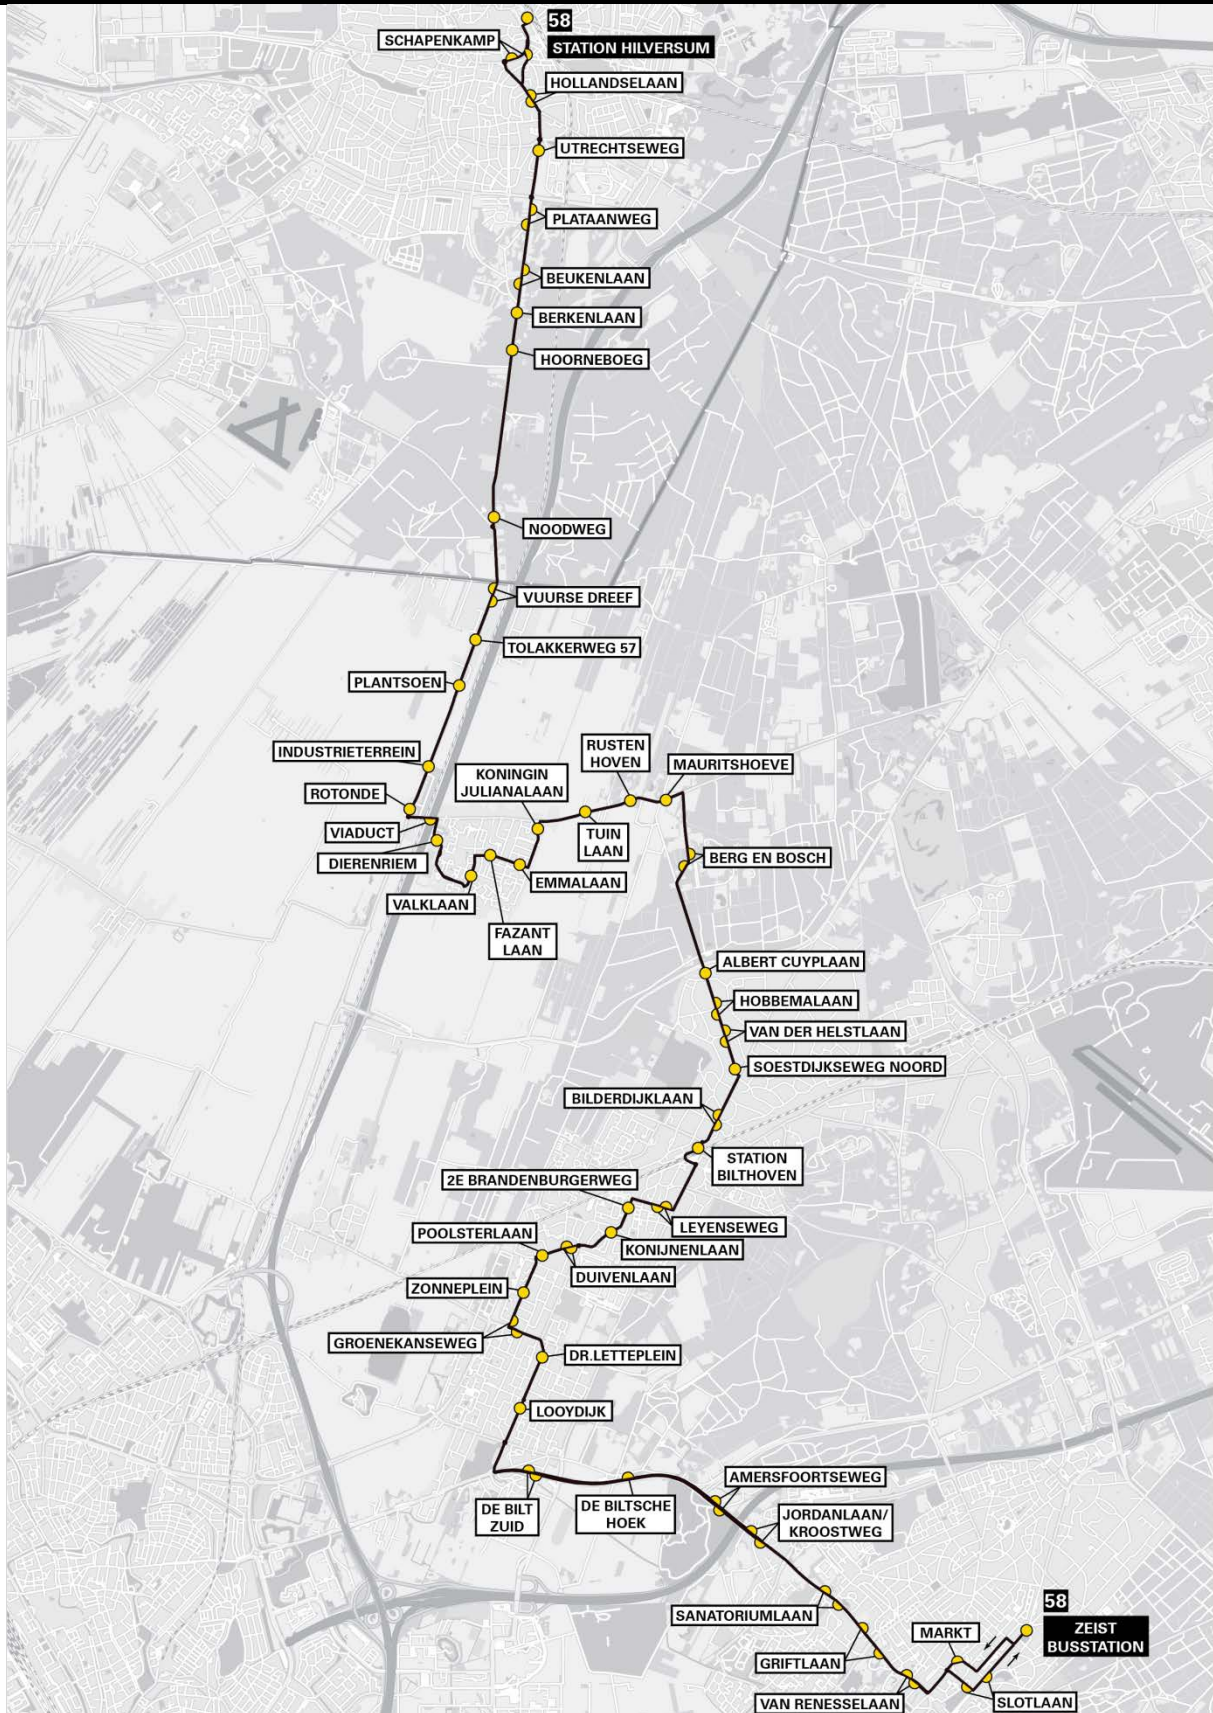 58
STATION HILVERSUM
SCHAPENKAMP
HOLLANDSELAAN
UTRECHTSEWEG
PLATAANWEG
BEUKENLAAN
BERKENLAAN
HOORNEBOEG
NOODWEG
VUURSE DREEF
TOLAKKERWEG 57
PLANTSOEN
INDUSTRIETERREIN
ROTONDE
VIADUCT
DIERENRIEM
VALKLAAN
FAZANT
LAAN
EMMALAAN
KONINGIN
JULIANALAAN
TUIN
LAAN
RUSTEN
HOVEN
MAURITSHOEVE
BERG EN BOSCH
ALBERT CUYPLAAN
HOBBEMALAAN
VAN DER HELSTLAAN
SOESTDIJKSEWEG NOORD
BILDERDIJKLAAN
STATION
BILTHOVEN
2E BRANDENBURGERWEG
LEYENSEWEG
KONIJNENLAAN
POOLSTERLAAN
DUIVENLAAN
ZONNEPLEIN
GROENEKANSEWEG
DR.LETTEPLEIN
LOOYDIJK
DE BILT
ZUID
DE BILTSCHE
HOEK
AMERSFOORTSEWEG
JORDANLAAN/
KROOSTWEG
SANATORIUMLAAN
GRIFTLAAN
VAN RENESSELAAN
MARKT
SLOTLAAN
58
ZEIST
BUSSTATION